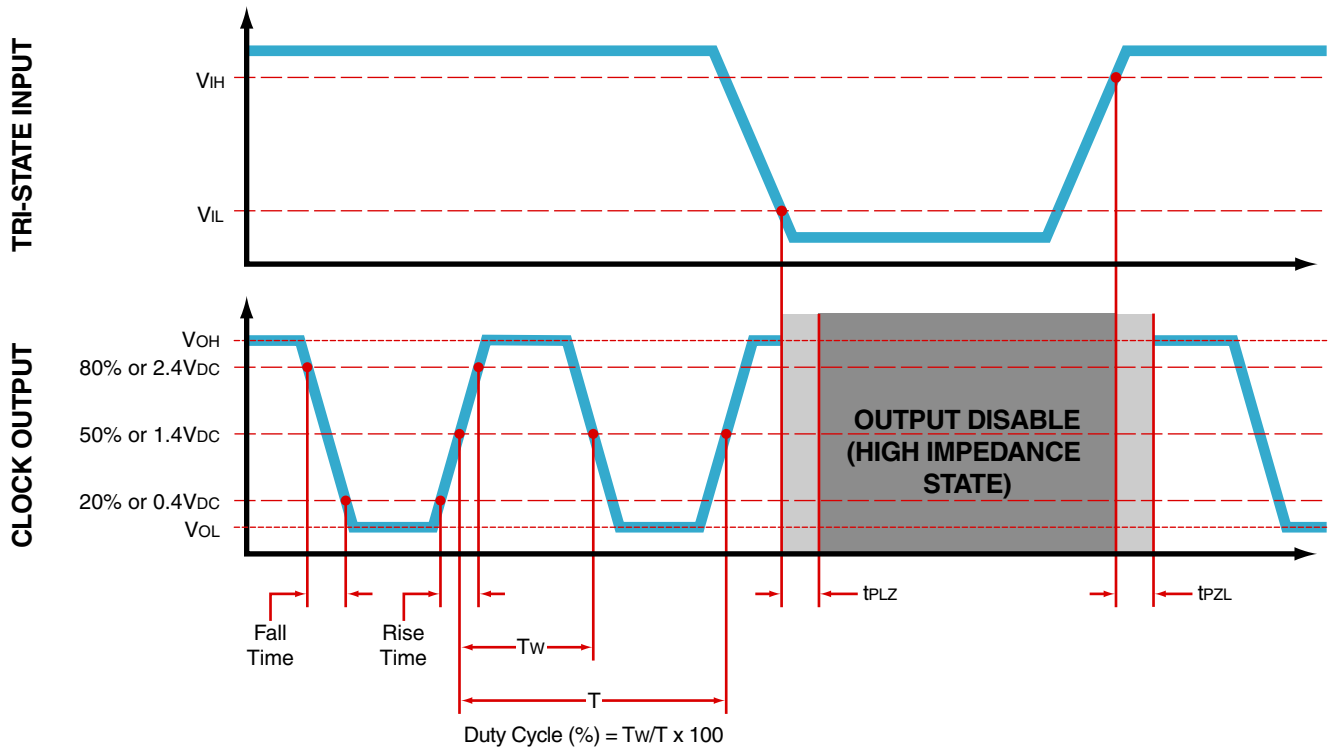 TRI-STATE INPUT
VIH
VIL
CLOCK OUTPUT
VOH
80% or 2.4VDC
50% or 1.4VDC
20% or 0.4VDC
VOL
OUTPUT DISABLE
(HIGH IMPEDANCE
STATE)
tPLZ
tPZL
Fall
Time
Rise
Time
TW
T
Duty Cycle (%) = TW/T x 100